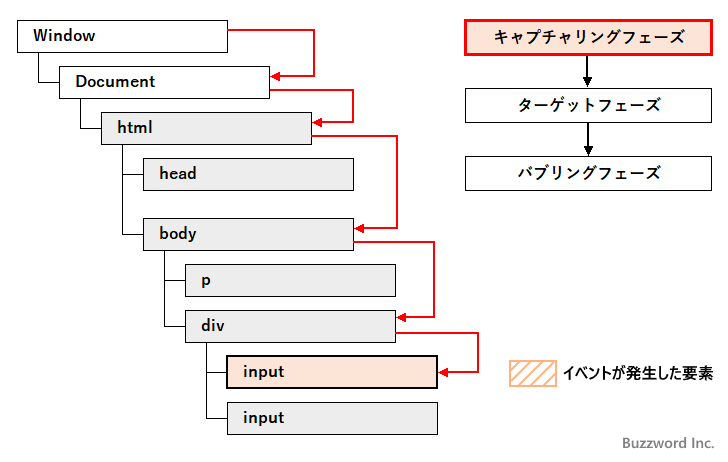 Window
Document
html
head
body
p
div
input
input
キャプチャリングフェーズ
ターゲットフェーズ
バブリングフェーズ
イベントが発生した要素
Buzzword Inc.